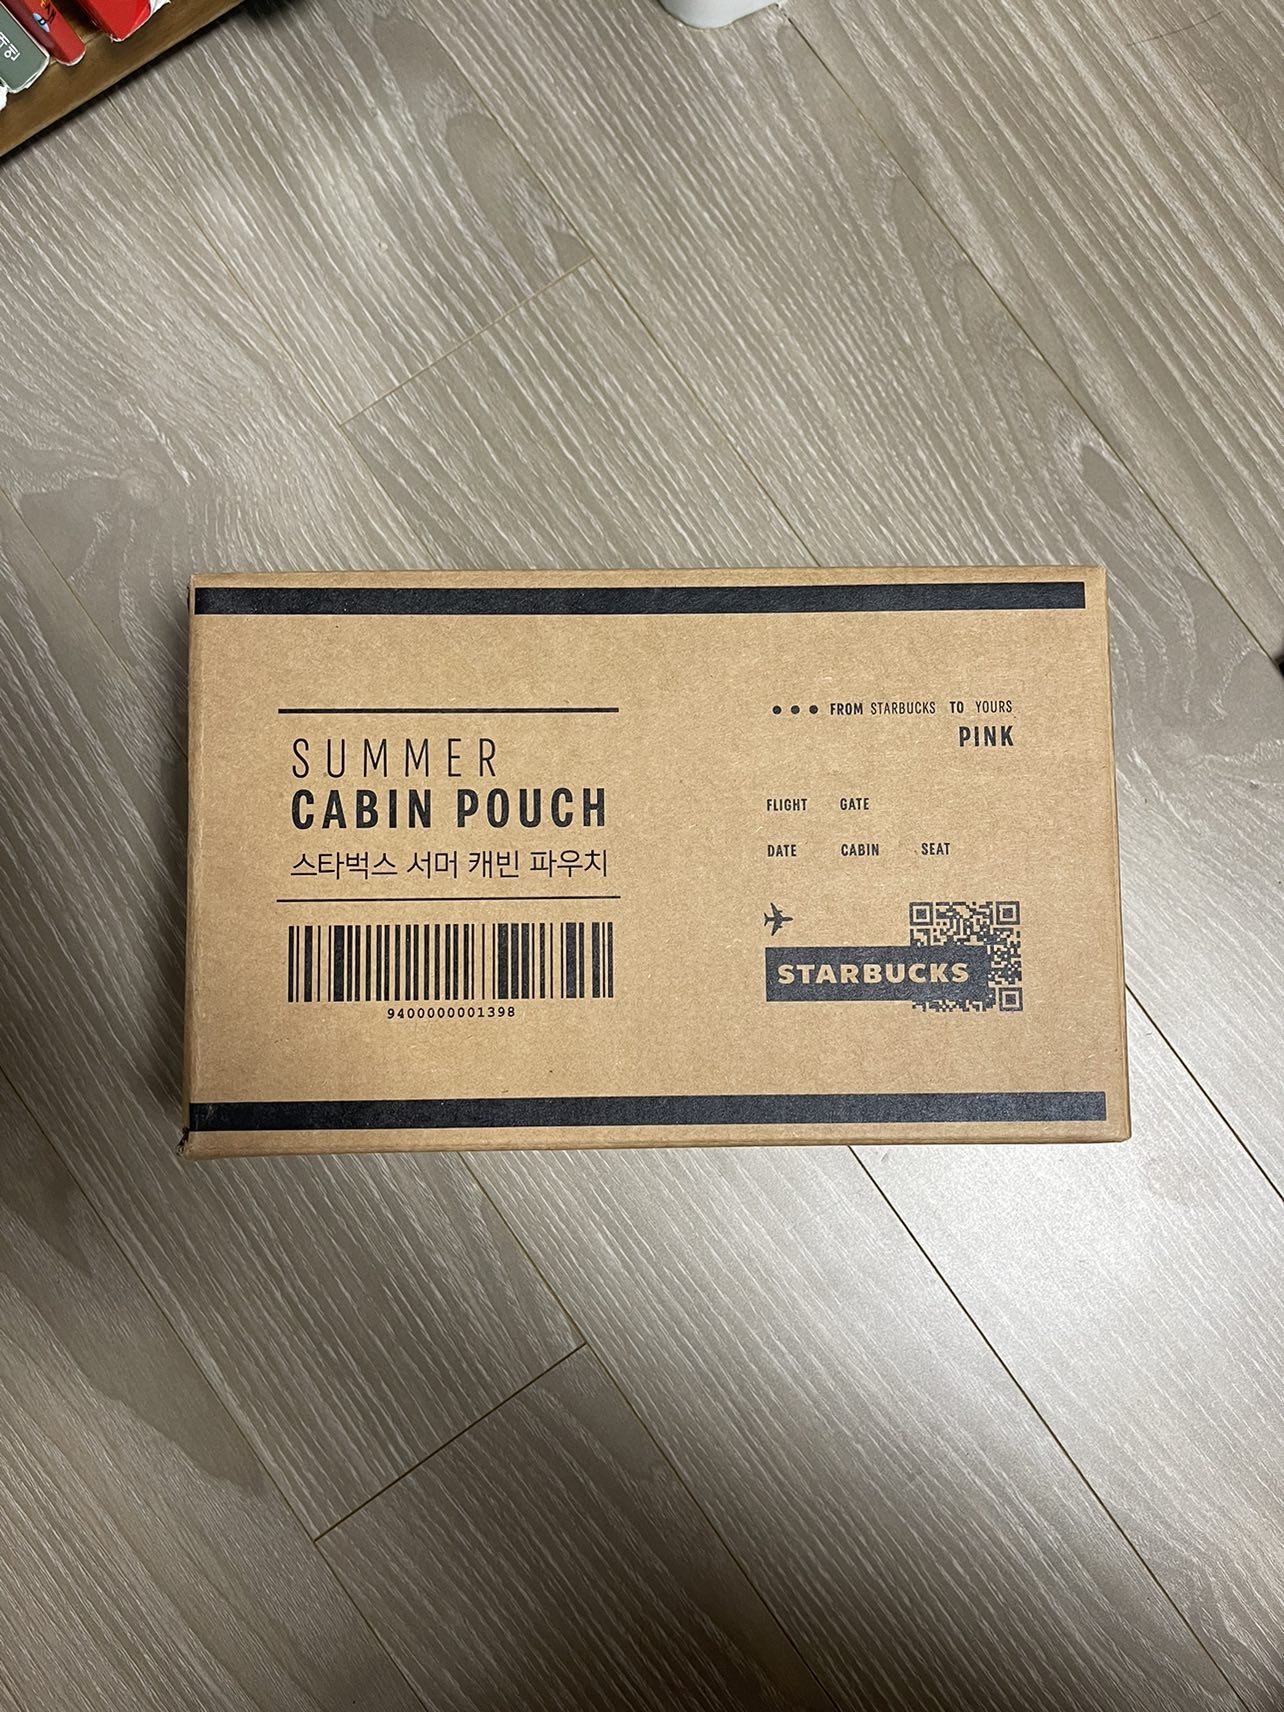 SUMMER
CABIN POUCH
스타벅스 서머 캐빈 파우치
9400000001398
FROM STARBUCKS TO YOURS
PINK
FLIGHT GATE
DATE CABIN SEAT
STARBUCKS